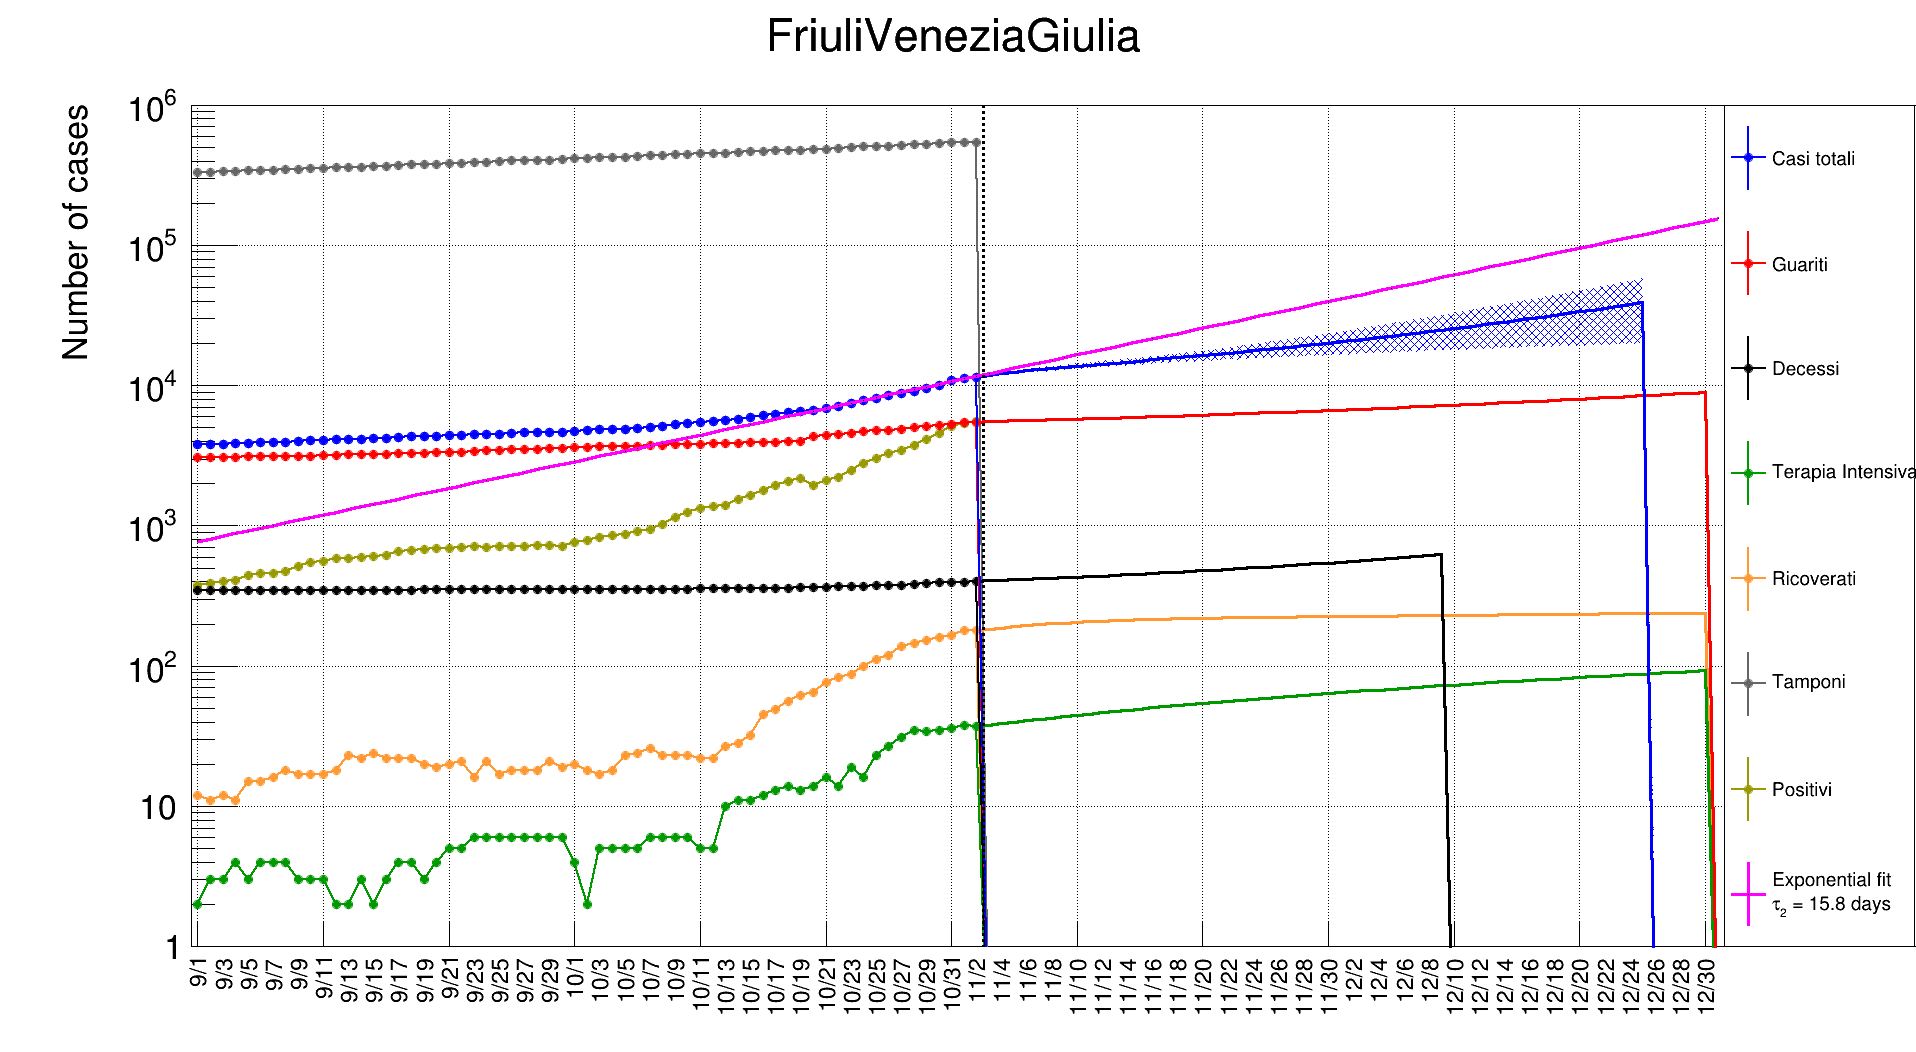 FriuliVeneziaGiulia
Number of cases
10^6
10^5
10^4
10^3
10^2
10
1
9/1 9/3 9/5 9/7 9/9 9/11 9/13 9/15 9/17 9/19 9/21 9/23 9/25 9/27 9/29 10/1 10/3 10/5 10/7 10/9 10/11 10/13 10/15 10/17 10/19 10/21 10/23 10/25 10/27 10/29 10/31 11/2 11/4 11/6 11/8 11/10 11/12 11/14 11/16 11/18 11/20 11/22 11/24 11/26 11/28 11/30 12/2 12/4 12/6 12/8 12/10 12/12 12/14 12/16 12/18 12/20 12/22 12/24 12/26 12/28 12/30
Casi totali
Guariti
Decessi
Terapia Intensiva
Ricoverati
Tamponi
Positivi
Exponential fit
τ_2 = 15.8 days